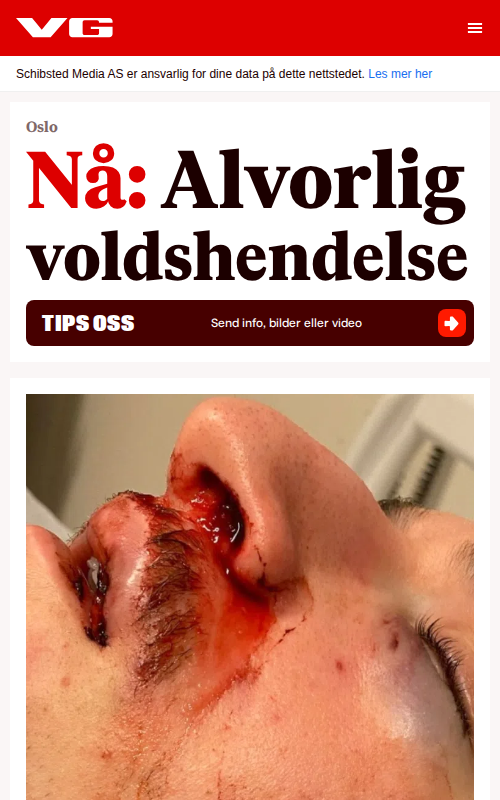 VG
Schibsted Media AS er ansvarlig for dine data på dette nettstedet. Les mer her
Oslo
Nå: Alvorlig
voldshendelse
TIPS OSS
Send info, bilder eller video